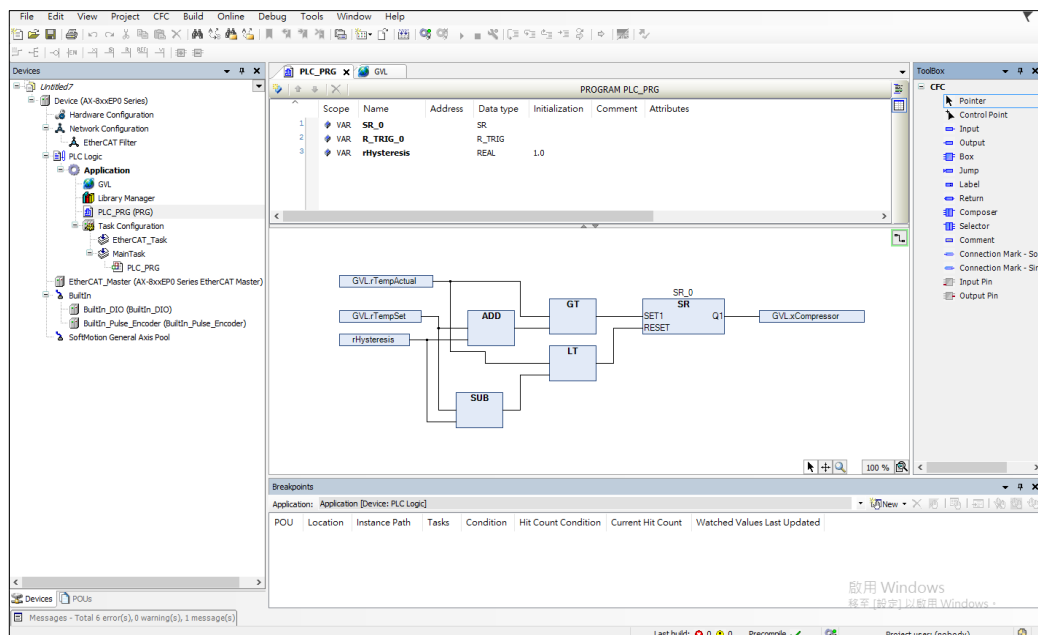 File Edit View Project CFC Build Online Debug Tools Window Help
Devices
Untitled7
Device (AX-8xxEP0 Series)
Hardware Configuration
Network Configuration
EtherCAT Filter
PLC Logic
Application
GVL
Library Manager
PLC_PRG (PRG)
Task Configuration
EtherCAT_Task
MainTask
PLC_PRG
EtherCAT_Master (AX-8xxEP0 Series EtherCAT Master)
BuiltIn
BuiltIn_DIO (BuiltIn_DIO)
BuiltIn_Pulse_Encoder (BuiltIn_Pulse_Encoder)
SoftMotion General Axis Pool
Devices POUs
PLC_PRG GVL
PROGRAM PLC_PRG
Scope Name Address Data type Initialization Comment Attributes
1 VAR SR_0 SR
2 VAR R_TRIG_0 R_TRIG
3 VAR rHysteresis REAL 1.0
GVL.rTempActual
GVL.rTempSet
rHysteresis
ADD
SUB
GT
LT
SR_0
SR
SET1 Q1
RESET
GVL.xCompressor
100 %
ToolBox
CFC
Pointer
Control Point
Input
Output
Box
Jump
Label
Return
Composer
Selector
Comment
Connection Mark - So
Connection Mark - Sin
Input Pin
Output Pin
Breakpoints
Application: Application [Device: PLC Logic]
New
POU Location Instance Path Tasks Condition Hit Count Condition Current Hit Count Watched Values Last Updated
啟用 Windows
移至 [設定] 以啟用 Windows。
Messages - Total 6 error(s), 0 warning(s), 1 message(s)
Last build: 0 0 Precompile Project user: (nobody)